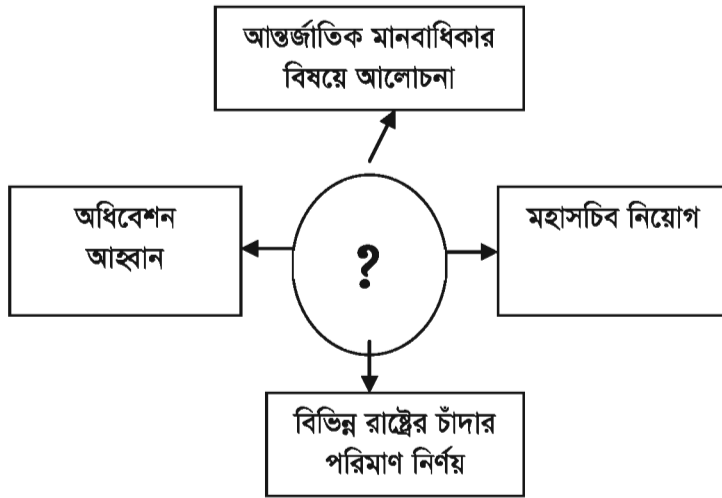 আন্তর্জাতিক মানবাধিকার
বিষয়ে আলোচনা
অধিবেশন
আহ্বান
?
মহাসচিব নিয়োগ
বিভিন্ন রাষ্ট্রের চাঁদার
পরিমাণ নির্ণয়